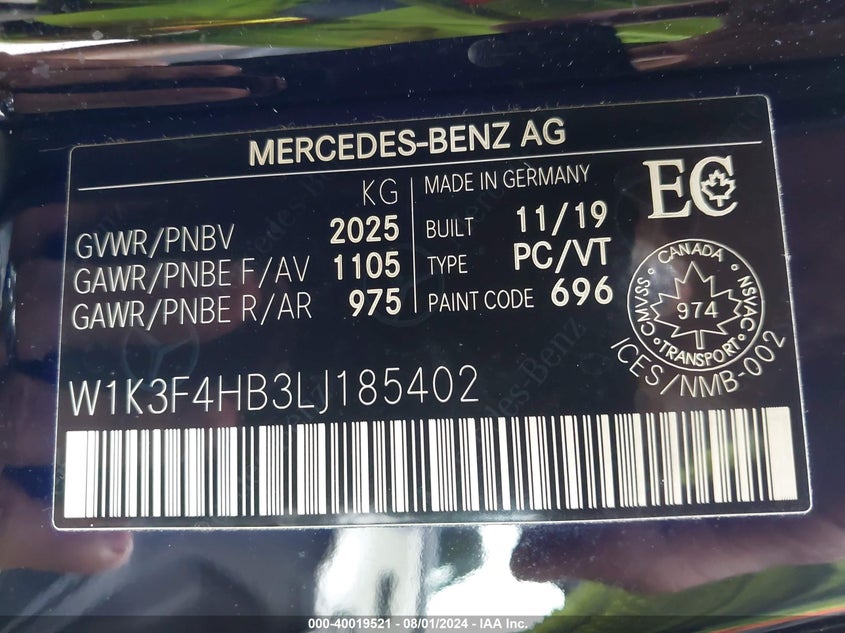 MERCEDES-BENZ AG
KG
GVWR/PNBV 2025
GAWR/PNBE F/AV 1105
GAWR/PNBE R/AR 975
MADE IN GERMANY
BUILT 11/19
TYPE PC/VT
PAINT CODE 696
EC
CANADA
NSVAC
974
CMVSS
TRANSPORT
ICES/NMB-002
W1K3F4HB3LJ185402
Mercedes-Benz
000-40019521 - 08/01/2024 - IAA Inc.